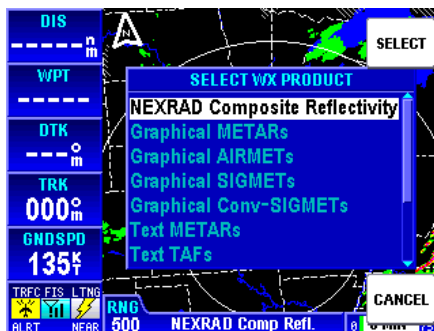 DIS
-----n/m
WPT
-----
DTK
---°m
TRK
000°m
GNDSPD
135KT
TRFC FIS LTNG
ALRT NEAR
N
SELECT
SELECT WX PRODUCT
NEXRAD Composite Reflectivity
Graphical METARs
Graphical AIRMETs
Graphical SIGMETs
Graphical Conv-SIGMETs
Text METARs
Text TAFs
CANCEL
RNG
500
NEXRAD Comp Refl.